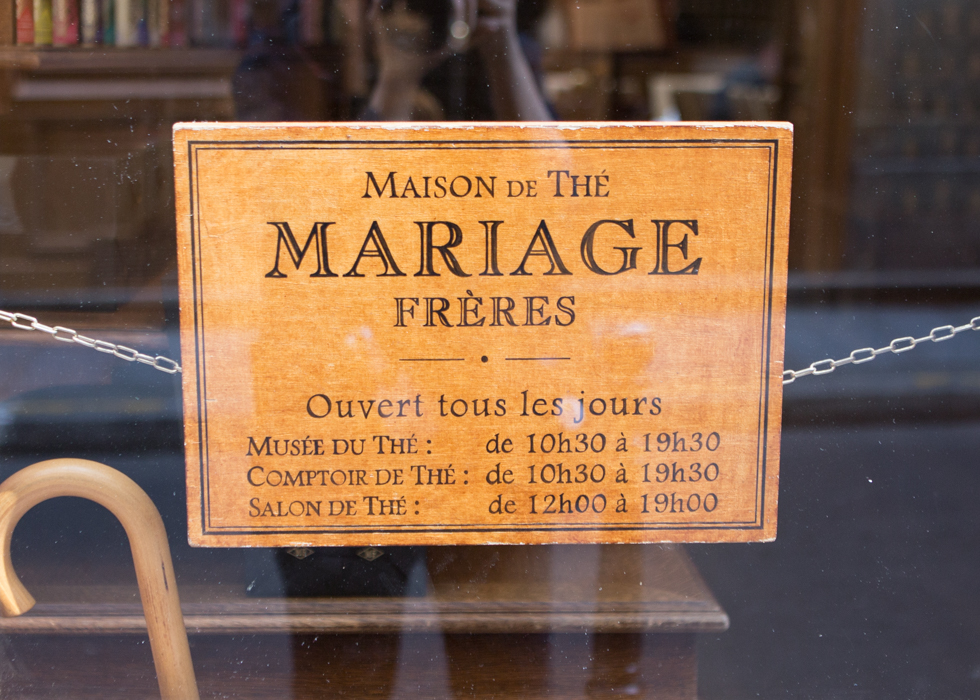 Maison de Thé
MARIAGE
FRÈRES
Ouvert tous les jours
Musée du Thé : de 10h30 à 19h30
Comptoir de Thé : de 10h30 à 19h30
Salon de Thé : de 12h00 à 19h00